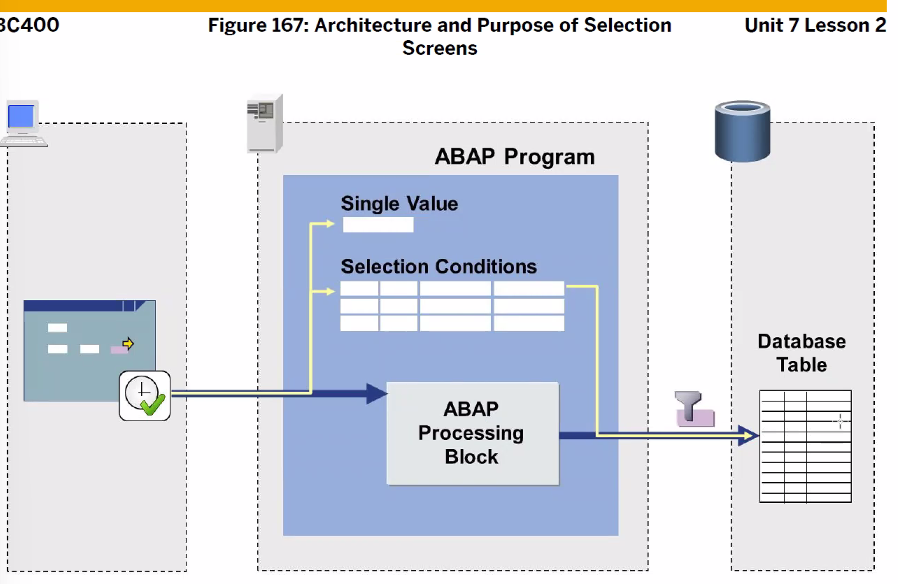 BC400
Figure 167: Architecture and Purpose of Selection
Screens
Unit 7 Lesson 2
ABAP Program
Single Value
Selection Conditions
ABAP
Processing
Block
Database
Table